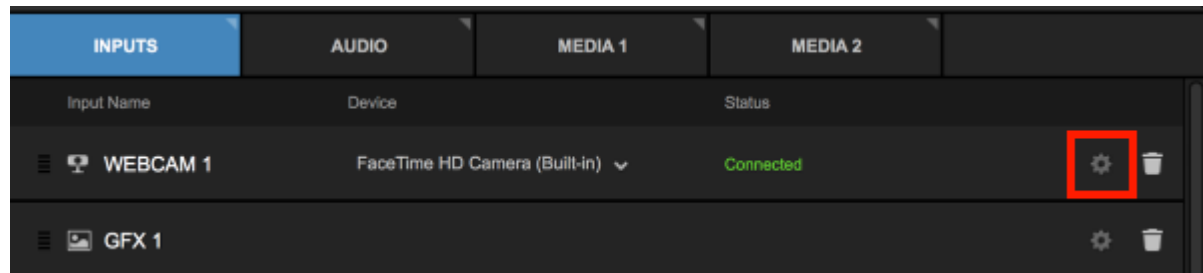 INPUTS AUDIO MEDIA 1 MEDIA 2
Input Name Device Status
WEBCAM 1 FaceTime HD Camera (Built-in) Connected
GFX 1